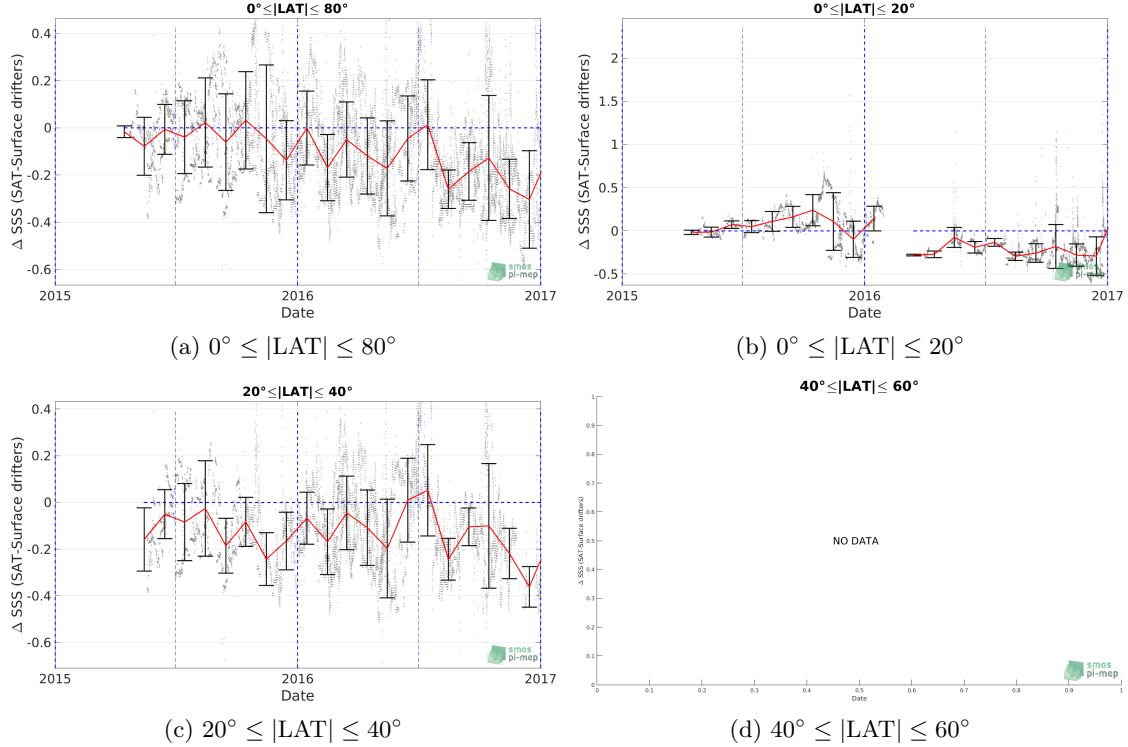 0°≤|LAT|≤ 80°
0.4
0.2
0
-0.2
-0.4
-0.6
Δ SSS (SAT-Surface drifters)
2015
2016
2017
Date
smos
pi-mep
(a) 0° ≤ |LAT| ≤ 80°
0°≤|LAT|≤ 20°
2
1.5
1
0.5
0
-0.5
Δ SSS (SAT-Surface drifters)
2015
2016
2017
Date
smos
pi-mep
(b) 0° ≤ |LAT| ≤ 20°
20°≤|LAT|≤ 40°
0.4
0.2
0
-0.2
-0.4
-0.6
Δ SSS (SAT-Surface drifters)
2015
2016
2017
Date
smos
pi-mep
(c) 20° ≤ |LAT| ≤ 40°
40°≤|LAT|≤ 60°
1
0.9
0.8
0.7
0.6
0.5
0.4
0.3
0.2
0.1
0
Δ SSS (SAT-Surface drifters)
NO DATA
0 0.1 0.2 0.3 0.4 0.5 0.6 0.7 0.8 0.9 1
Date
smos
pi-mep
(d) 40° ≤ |LAT| ≤ 60°